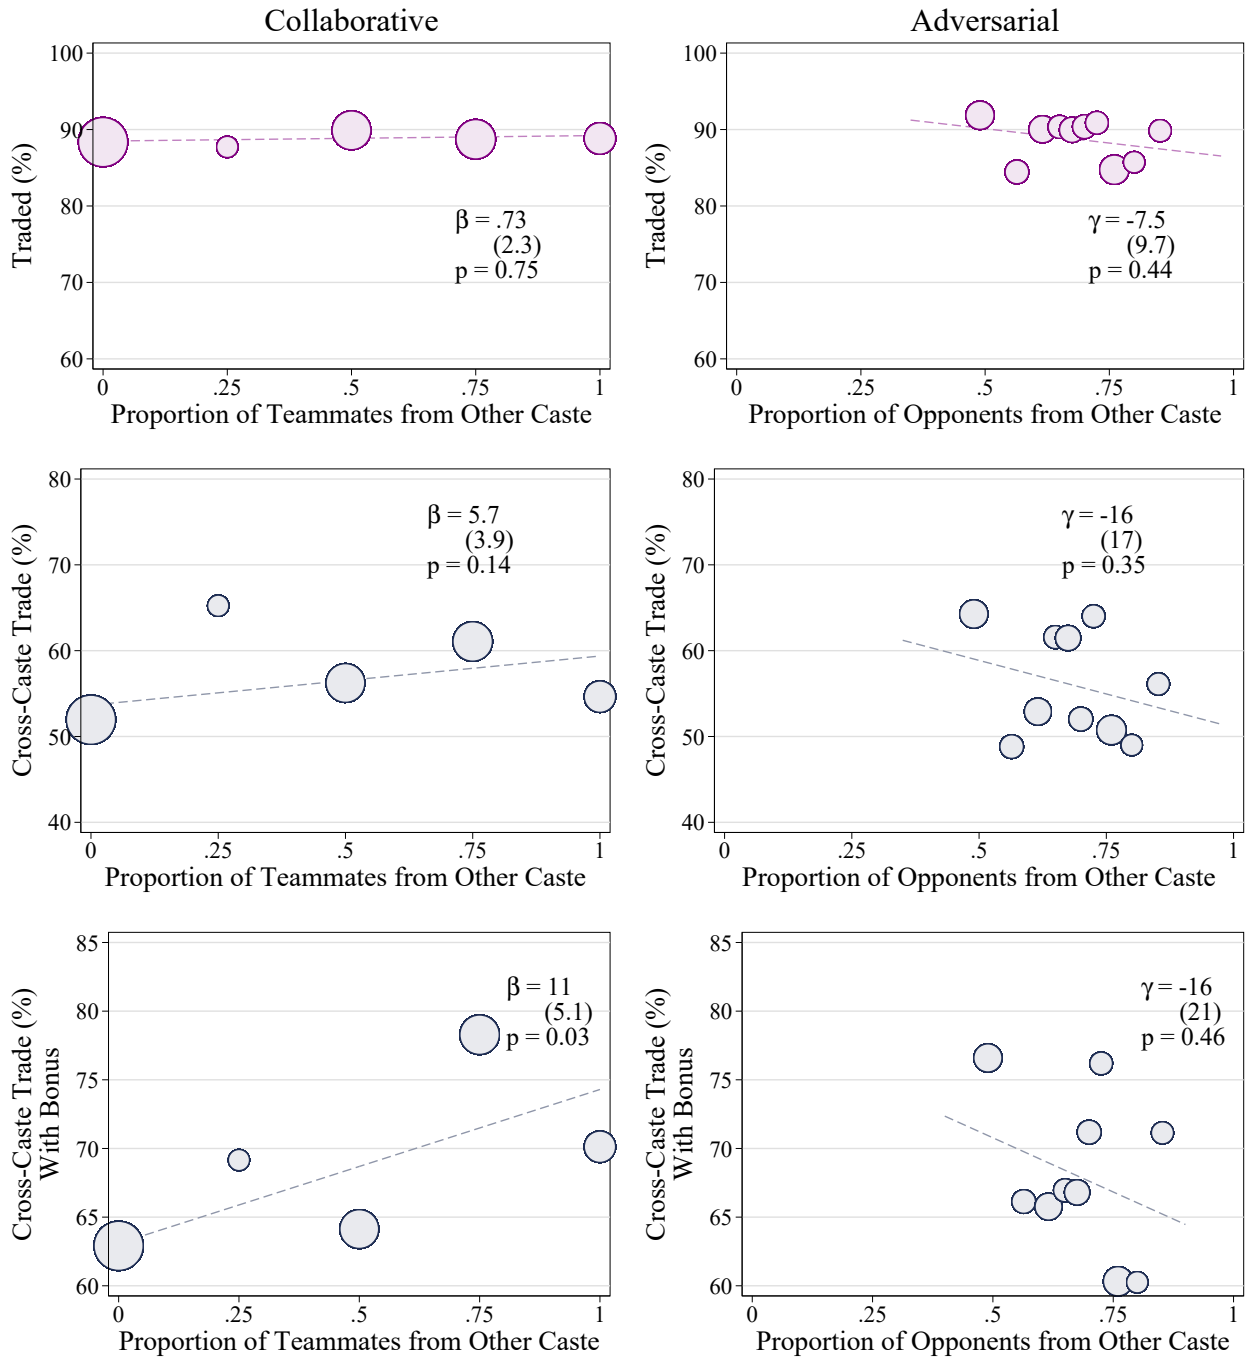 Collaborative
Adversarial
Traded (%)
100
90
80
70
60
β = .73
(2.3)
p = 0.75
0 .25 .5 .75 1
Proportion of Teammates from Other Caste
Traded (%)
100
90
80
70
60
γ = -7.5
(9.7)
p = 0.44
0 .25 .5 .75 1
Proportion of Opponents from Other Caste
Cross-Caste Trade (%)
80
70
60
50
40
β = 5.7
(3.9)
p = 0.14
0 .25 .5 .75 1
Proportion of Teammates from Other Caste
Cross-Caste Trade (%)
80
70
60
50
40
γ = -16
(17)
p = 0.35
0 .25 .5 .75 1
Proportion of Opponents from Other Caste
Cross-Caste Trade (%)
With Bonus
85
80
75
70
65
60
β = 11
(5.1)
p = 0.03
0 .25 .5 .75 1
Proportion of Teammates from Other Caste
Cross-Caste Trade (%)
With Bonus
85
80
75
70
65
60
γ = -16
(21)
p = 0.46
0 .25 .5 .75 1
Proportion of Opponents from Other Caste